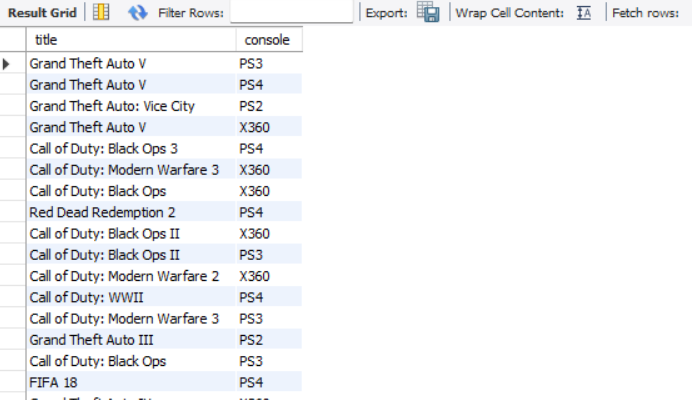 Result Grid Filter Rows: Export: Wrap Cell Content: Fetch rows:
title console
Grand Theft Auto V PS3
Grand Theft Auto V PS4
Grand Theft Auto: Vice City PS2
Grand Theft Auto V X360
Call of Duty: Black Ops 3 PS4
Call of Duty: Modern Warfare 3 X360
Call of Duty: Black Ops X360
Red Dead Redemption 2 PS4
Call of Duty: Black Ops II X360
Call of Duty: Black Ops II PS3
Call of Duty: Modern Warfare 2 X360
Call of Duty: WWII PS4
Call of Duty: Modern Warfare 3 PS3
Grand Theft Auto III PS2
Call of Duty: Black Ops PS3
FIFA 18 PS4